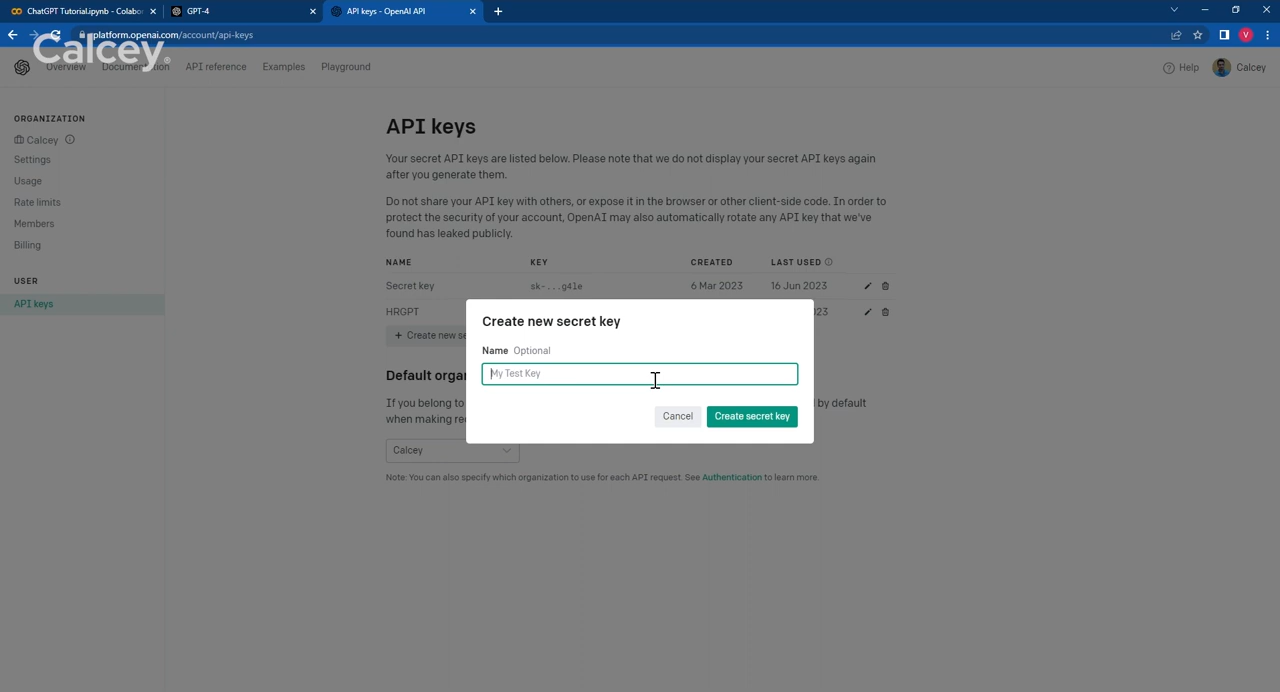 ChatGPT Tutorial.ipynb - Colabo
GPT-4
API keys - OpenAI API
platform.openai.com/account/api-keys
V
Calcey
Overview Documentation API reference Examples Playground
Help Calcey
ORGANIZATION
Calcey
Settings
Usage
Rate limits
Members
Billing
USER
API keys
API keys
Your secret API keys are listed below. Please note that we do not display your secret API keys again
after you generate them.
Do not share your API key with others, or expose it in the browser or other client-side code. In order to
protect the security of your account, OpenAI may also automatically rotate any API key that we've
found has leaked publicly.
NAME KEY CREATED LAST USED
Secret key sk-...g4le 6 Mar 2023 16 Jun 2023
HRGPT 023
+ Create new se
Create new secret key
Name Optional
My Test Key
Cancel Create secret key
Default orga
If you belong to d by default
when making re
Calcey
Note: You can also specify which organization to use for each API request. See Authentication to learn more.